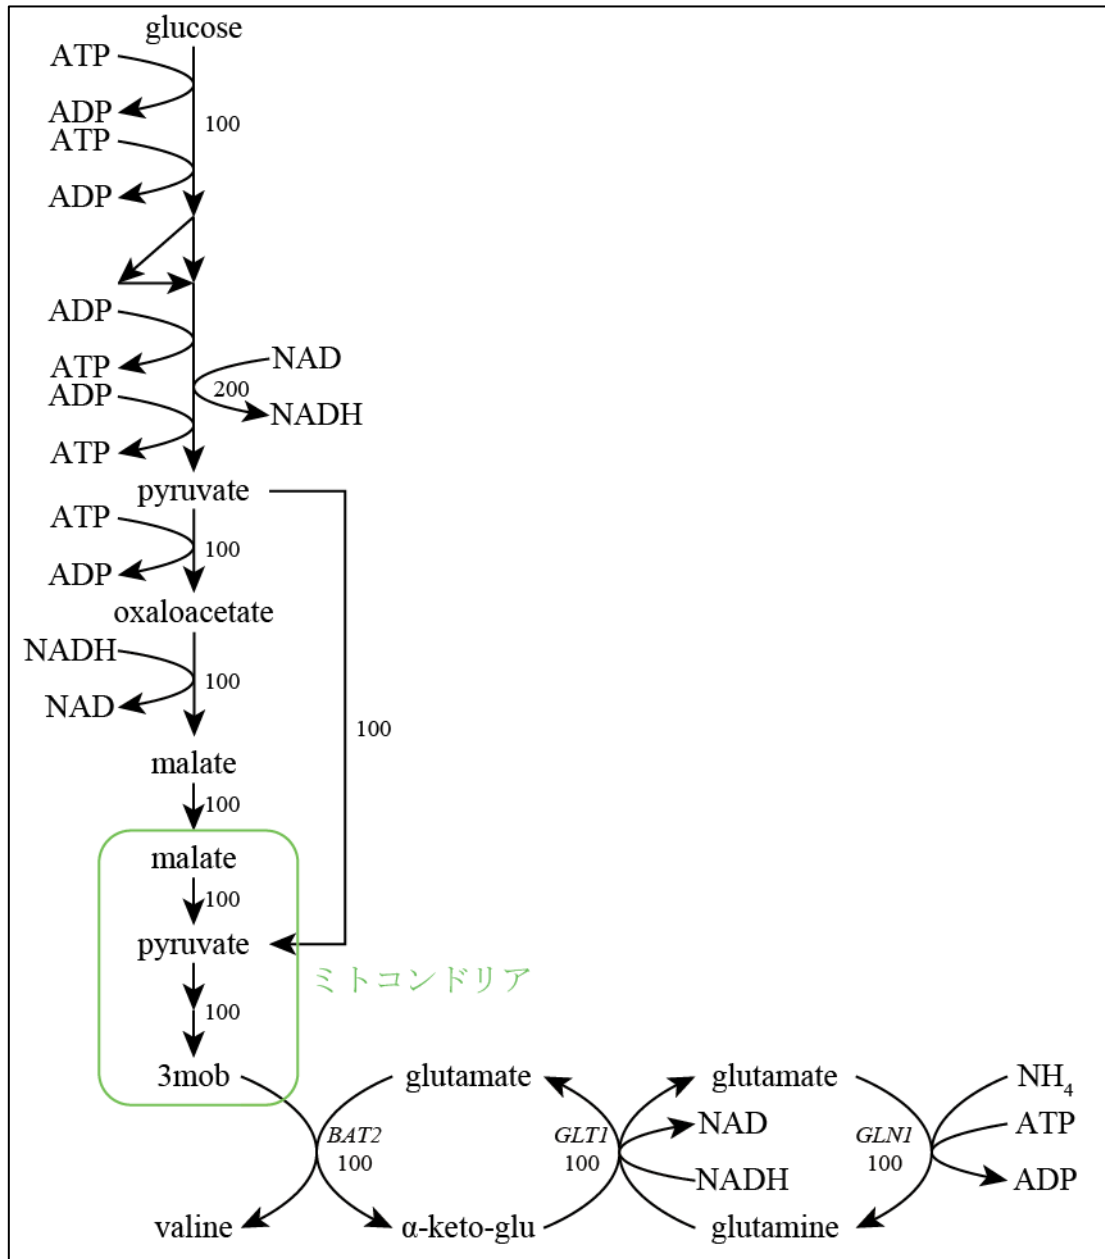 glucose
ATP
ADP
100
ATP
ADP
ADP
ATP
NAD
200
ADP
NADH
ATP
pyruvate
ATP
100
ADP
oxaloacetate
NADH
100
NAD
100
malate
100
malate
100
pyruvate
ミトコンドリア
100
3mob
glutamate
glutamate
NH4
BAT2
100
GLT1
100
NAD
GLN1
100
ATP
NADH
ADP
valine
α-keto-glu
glutamine